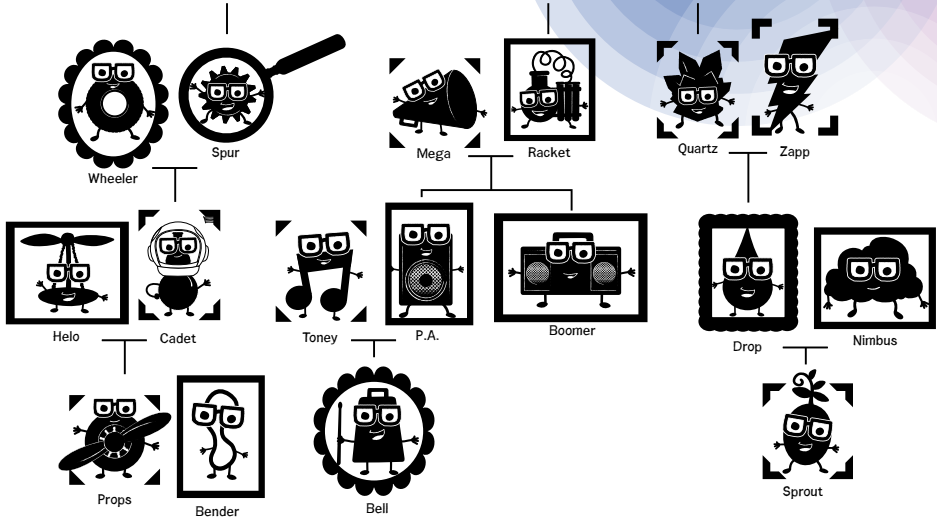 Wheeler
Spur
Mega
Racket
Quartz
Zapp
Helo
Cadet
Toney
P.A.
Boomer
Drop
Nimbus
Props
Bender
Bell
Sprout